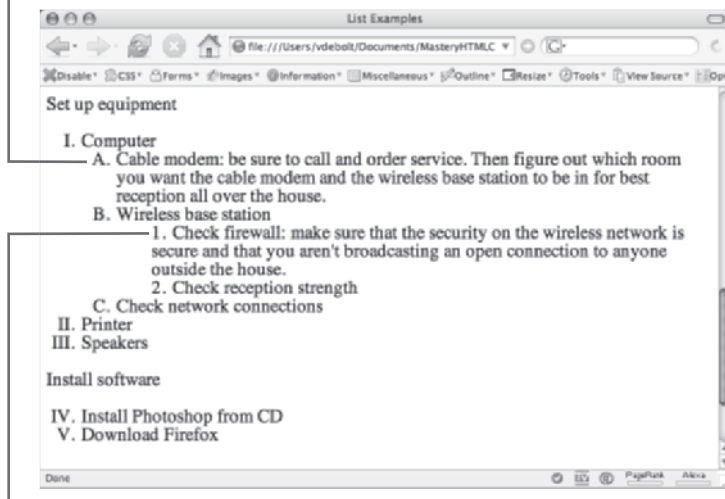 List Examples
file:///Users/vdebolt/Documents/MasteryHTMLC
Disable CSS Forms Images Information Miscellaneous Outline Resize Tools View Source
Set up equipment
I. Computer
A. Cable modem: be sure to call and order service. Then figure out which room
you want the cable modem and the wireless base station to be in for best
reception all over the house.
B. Wireless base station
1. Check firewall: make sure that the security on the wireless network is
secure and that you aren't broadcasting an open connection to anyone
outside the house.
2. Check reception strength
C. Check network connections
II. Printer
III. Speakers
Install software
IV. Install Photoshop from CD
V. Download Firefox
Done PageRank Alexa